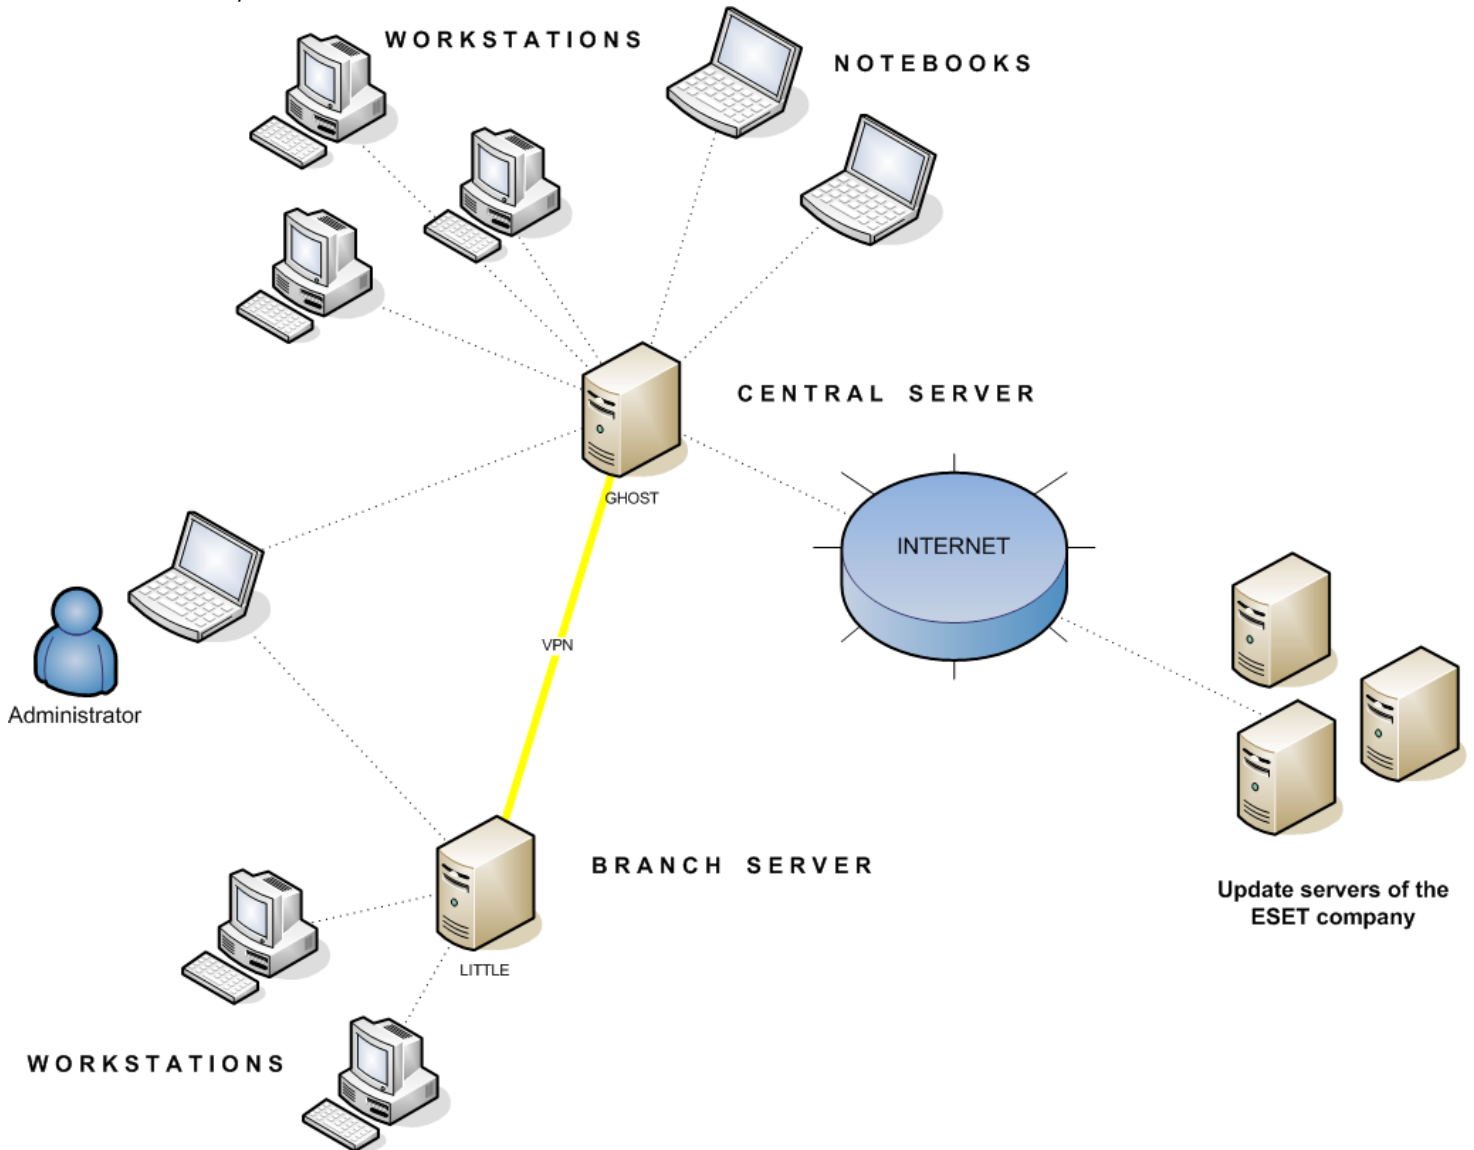 WORKSTATIONS
NOTEBOOKS
CENTRAL SERVER
GHOST
INTERNET
VPN
Administrator
BRANCH SERVER
Update servers of the
ESET company
LITTLE
WORKSTATIONS